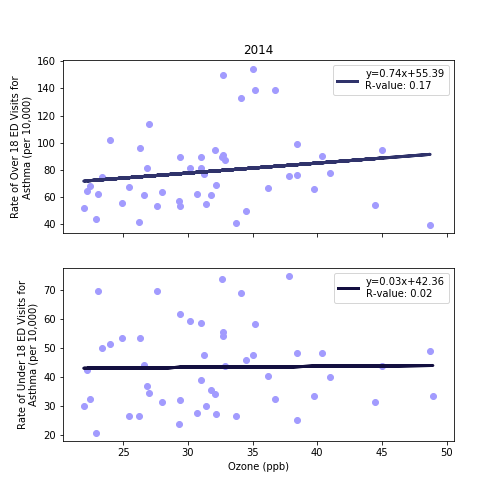 2014
Rate of Over 18 ED Visits for
Asthma (per 10,000)
160
140
120
100
80
60
40
y=0.74x+55.39
R-value: 0.17
Rate of Under 18 ED Visits for
Asthma (per 10,000)
70
60
50
40
30
20
y=0.03x+42.36
R-value: 0.02
25 30 35 40 45 50
Ozone (ppb)